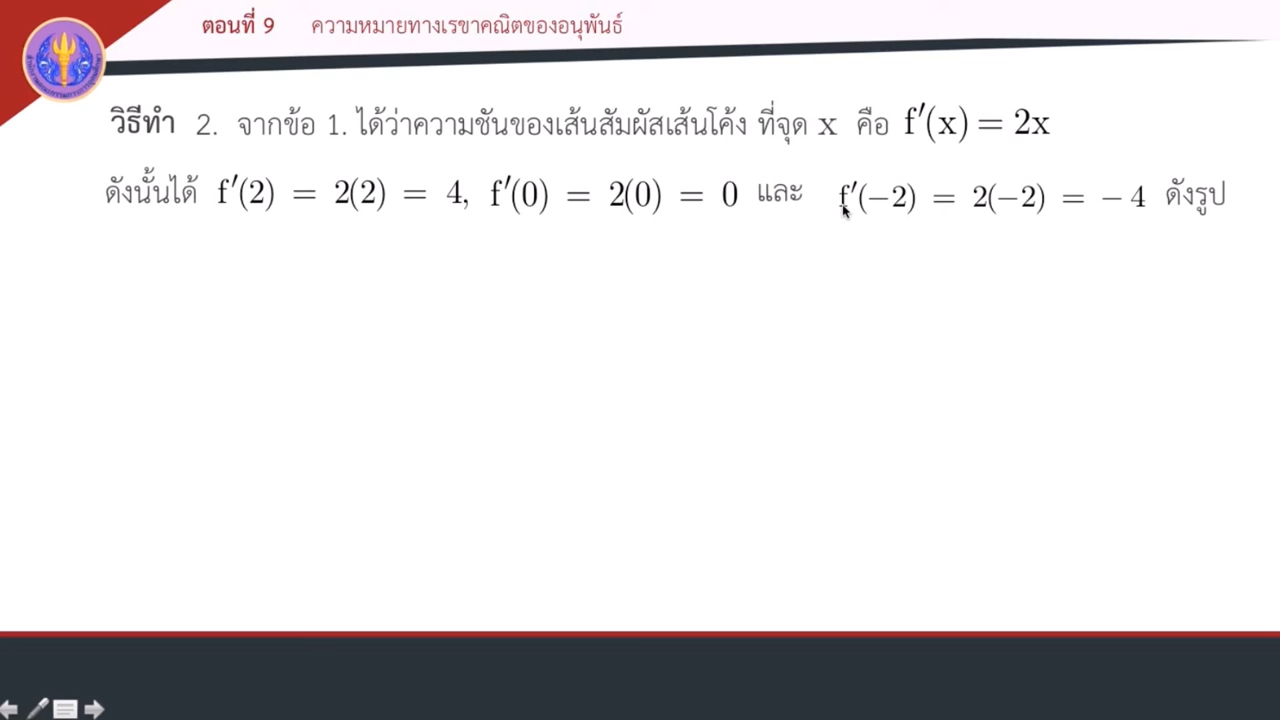 ตอนที่ 9 ความหมายทางเรขาคณิตของอนุพันธ์
วิธีทำ 2. จากข้อ 1. ได้ว่าความชันของเส้นสัมผัสเส้นโค้ง ที่จุด x คือ f′(x) = 2x
ดังนั้นได้ f′(2) = 2(2) = 4, f′(0) = 2(0) = 0 และ f′(−2) = 2(−2) = − 4 ดังรูป